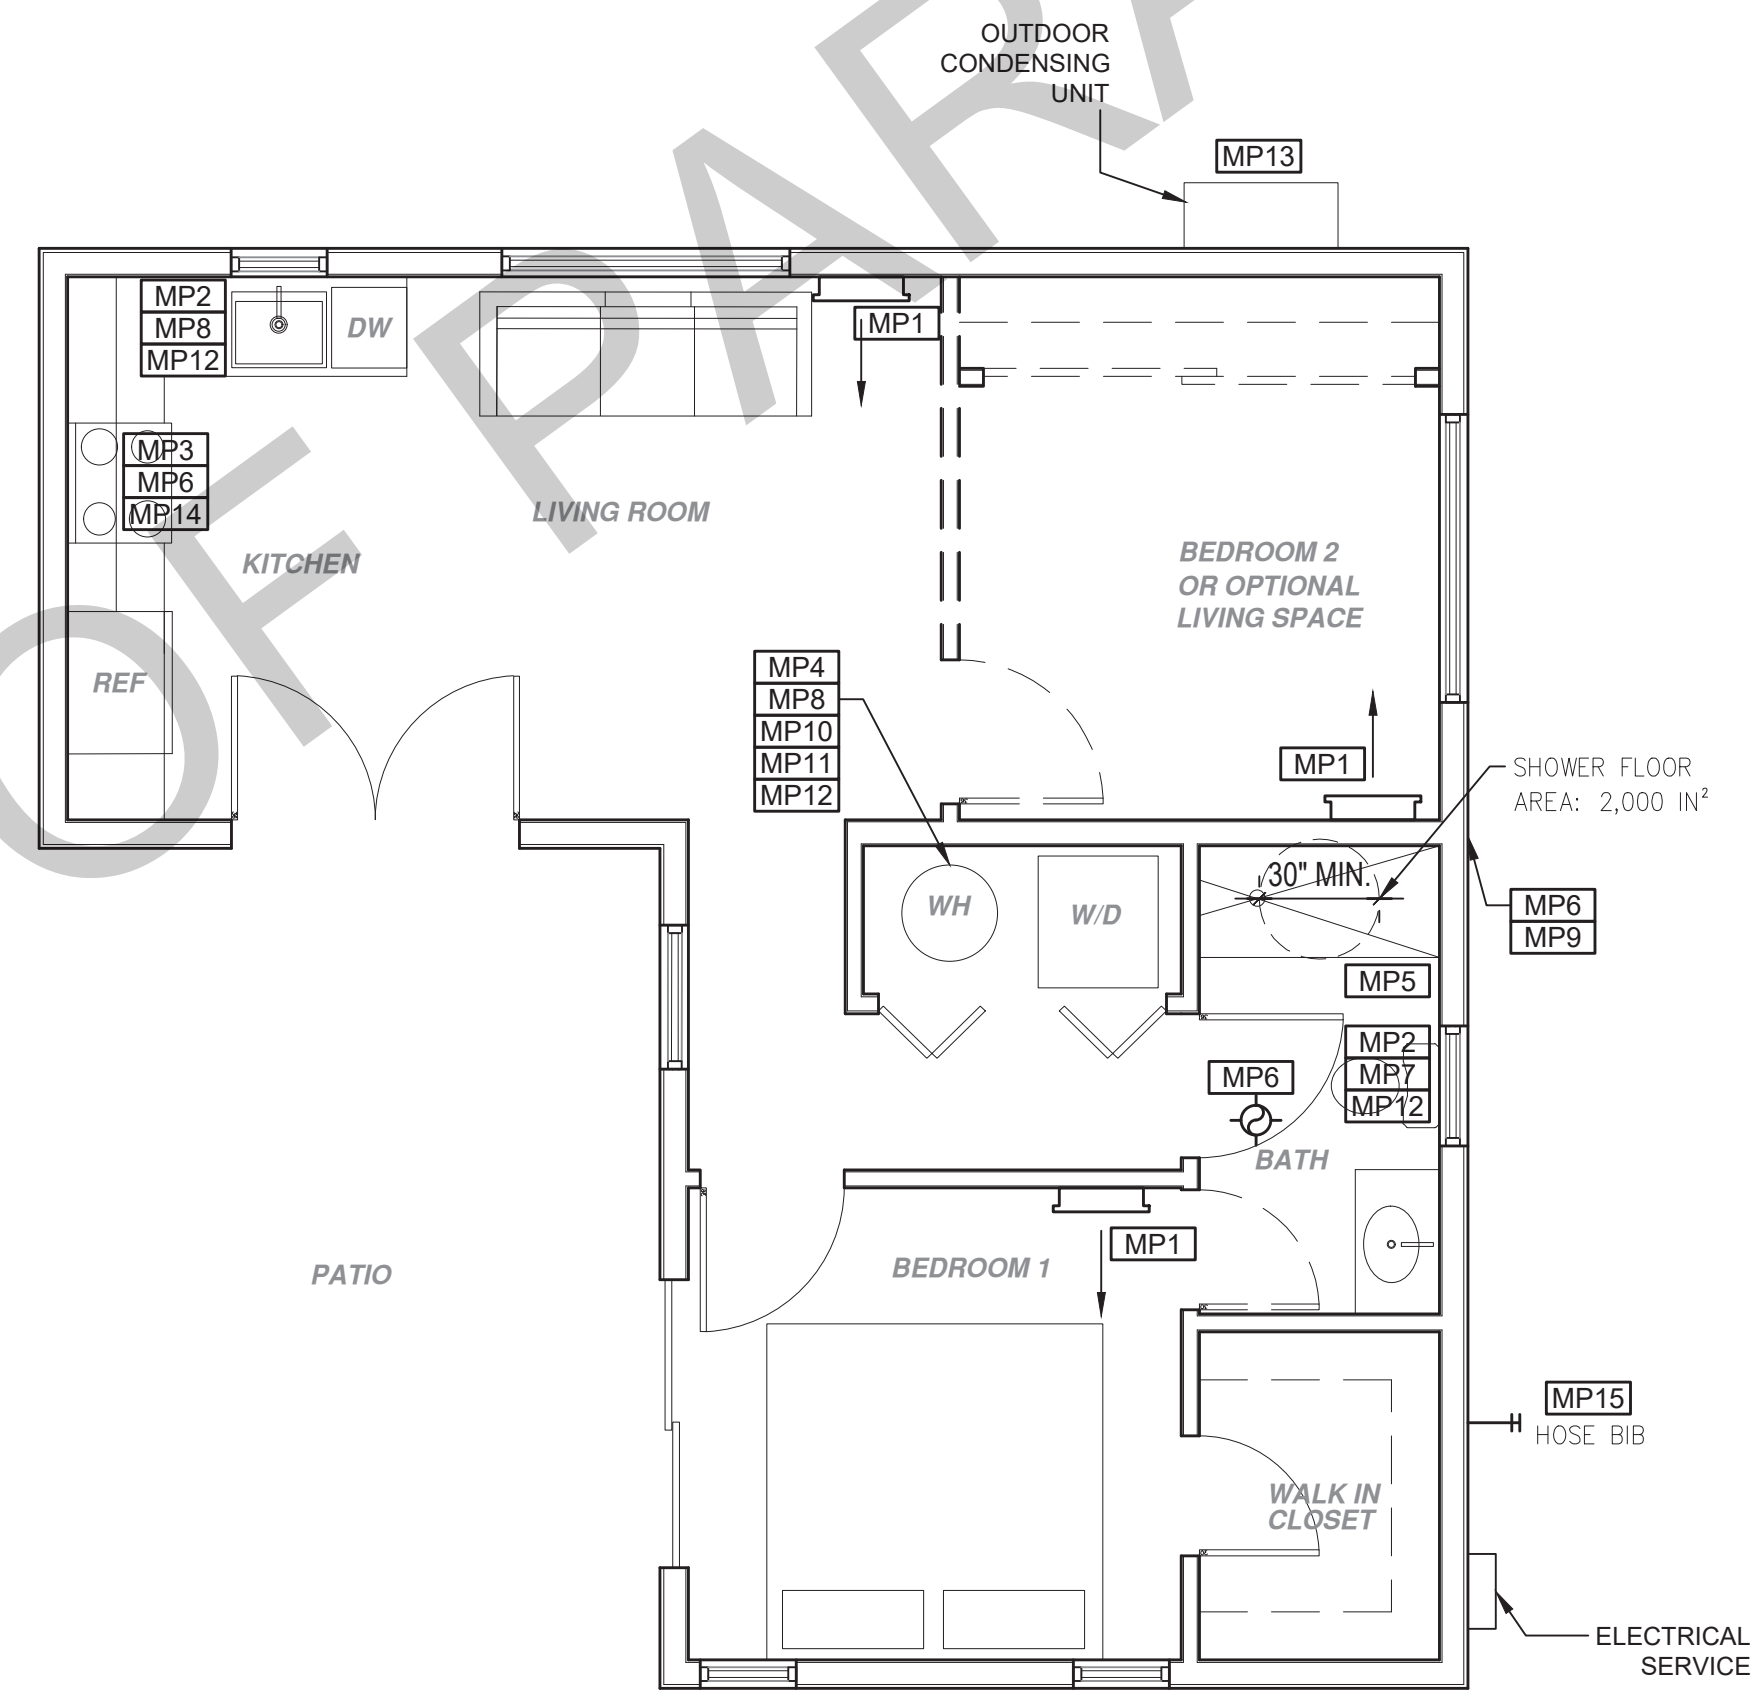 OUTDOOR
CONDENSING
UNIT
MP13
MP2
MP8
MP12
DW
MP1
MP3
MP6
MP14
LIVING ROOM
KITCHEN
BEDROOM 2
OR OPTIONAL
LIVING SPACE
REF
MP4
MP8
MP10
MP11
MP12
MP1
SHOWER FLOOR
AREA: 2,000 IN²
30" MIN.
WH
W/D
MP6
MP9
MP5
MP2
MP7
MP12
MP6
BATH
MP1
BEDROOM 1
PATIO
MP15
HOSE BIB
WALK IN
CLOSET
ELECTRICAL
SERVICE
OF PARA